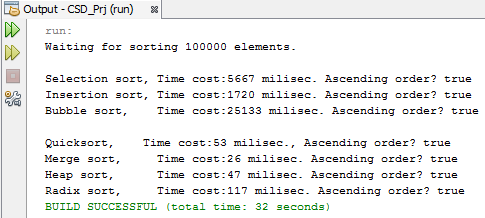 Output - CSD_Prj (run)
run:
Waiting for sorting 100000 elements.
Selection sort, Time cost:5667 milisec. Ascending order? true
Insertion sort, Time cost:1720 milisec. Ascending order? true
Bubble sort,    Time cost:25133 milisec. Ascending order? true
Quicksort,    Time cost:53 milisec., Ascending order? true
Merge sort,     Time cost:26 milisec. Ascending order? true
Heap sort,      Time cost:47 milisec. Ascending order? true
Radix sort,     Time cost:117 milisec. Ascending order? true
BUILD SUCCESSFUL (total time: 32 seconds)